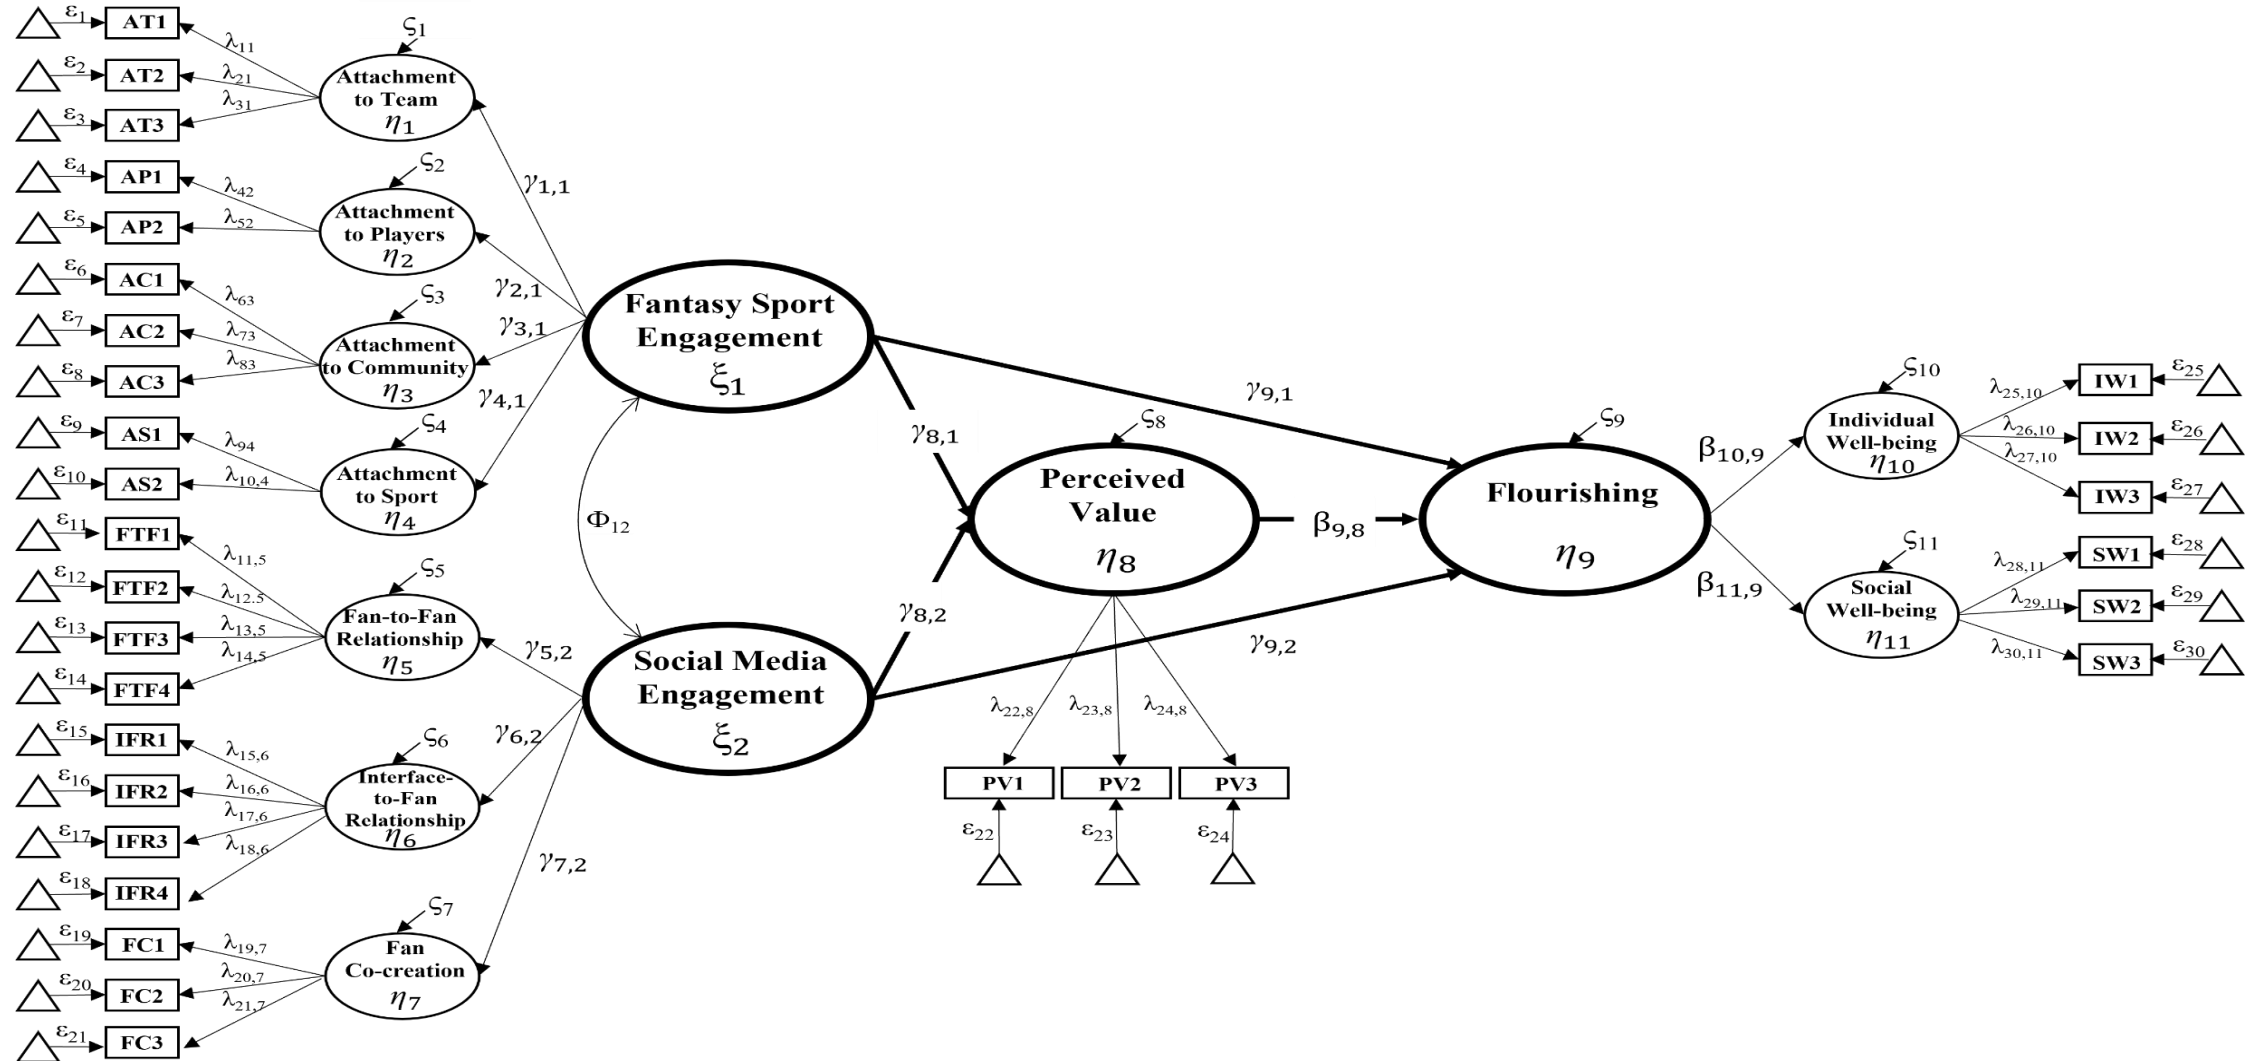 ε1 AT1
λ11
ς1
ε2 AT2
λ21
Attachment
to Team
η1
λ31
ε3 AT3
ε4 AP1
λ42
ς2
γ1,1
ε5 AP2
λ52
Attachment
to Players
η2
ε6 AC1
λ63
ς3
γ2,1
ε7 AC2
λ73
γ3,1
Attachment
to Community
η3
ε8 AC3
λ83
γ4,1
ε9 AS1
λ94
ς4
ε10 AS2
λ10,4
Attachment
to Sport
η4
Fantasy Sport
Engagement
ξ1
Φ12
ε11 FTF1
λ11,5
ς5
ε12 FTF2
λ12.5
Fan-to-Fan
Relationship
η5
ε13 FTF3
λ13,5
ε14 FTF4
λ14,5
γ5,2
Social Media
Engagement
ξ2
ε15 IFR1
λ15,6
ς6
γ6,2
ε16 IFR2
λ16,6
Interface-
to-Fan
Relationship
η6
ε17 IFR3
λ17,6
ε18 IFR4
λ18,6
γ7,2
ε19 FC1
λ19,7
ς7
ε20 FC2
λ20,7
Fan
Co-creation
η7
ε21 FC3
λ21,7
γ9,1
γ8,1
ς8
Perceived
Value
η8
γ8,2
γ9,2
β9,8
λ22,8
λ23,8
λ24,8
PV1
PV2
PV3
ε22
ε23
ε24
ς9
Flourishing
η9
β10,9
β11,9
ς10
Individual
Well-being
η10
λ25,10
IW1 ε25
λ26,10
IW2 ε26
λ27,10
IW3 ε27
ς11
Social
Well-being
η11
λ28,11
SW1 ε28
λ29,11
SW2 ε29
λ30,11
SW3 ε30